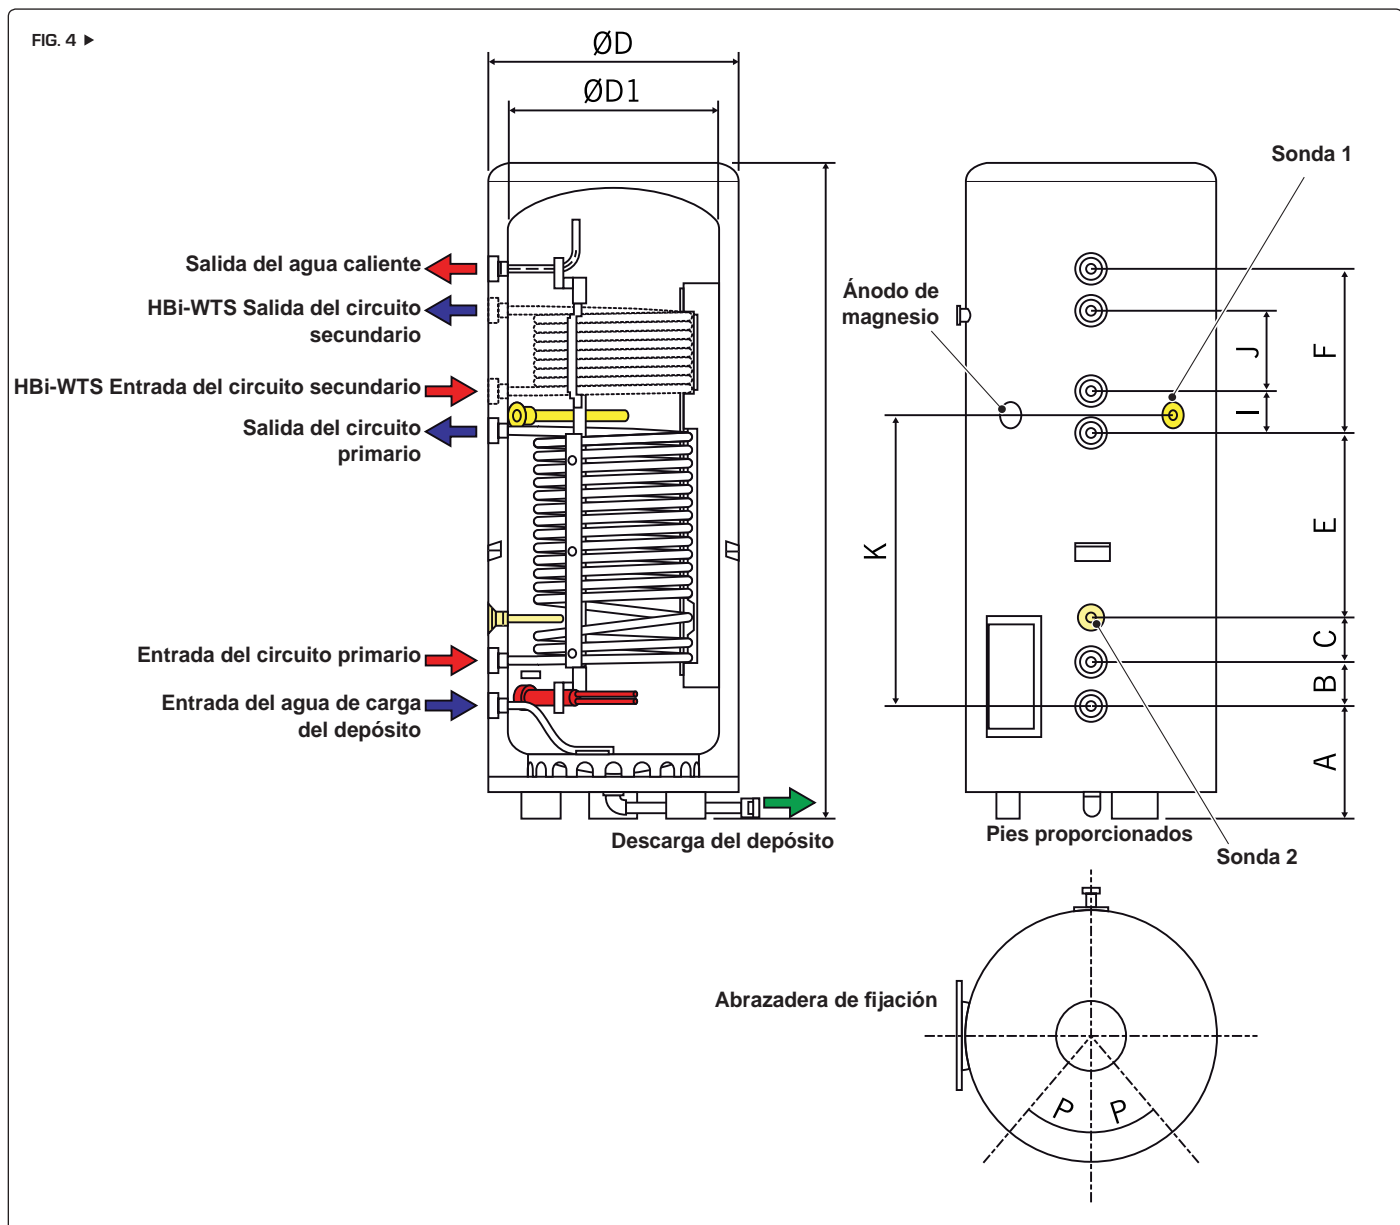 FIG. 4 ▶
ØD
ØD1
Sonda 1
Salida del agua caliente
HBi-WTS Salida del circuito
secundario
HBi-WTS Entrada del circuito secundario
Salida del circuito
primario
Entrada del circuito primario
Entrada del agua de carga
del depósito
Descarga del depósito
Ánodo de
magnesio
J
F
I
K
E
C
B
A
Pies proporcionados
Sonda 2
Abrazadera de fijación
P P